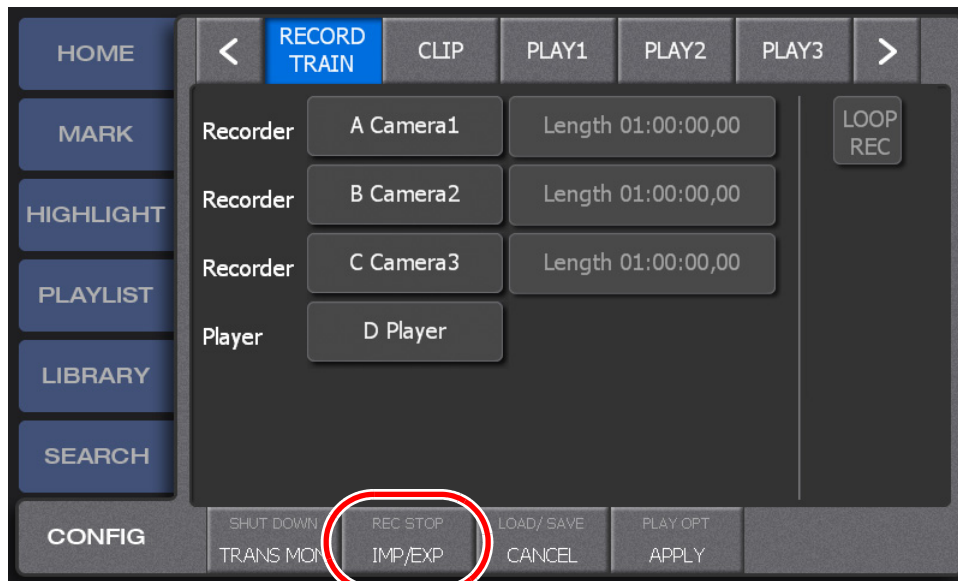 HOME
MARK
HIGHLIGHT
PLAYLIST
LIBRARY
SEARCH
CONFIG
<
RECORD
TRAIN
CLIP
PLAY1
PLAY2
PLAY3
>
Recorder A Camera1 Length 01:00:00,00
LOOP
REC
Recorder B Camera2 Length 01:00:00,00
Recorder C Camera3 Length 01:00:00,00
Player D Player
SHUT DOWN
TRANS MON
REC STOP
IMP/EXP
LOAD/ SAVE
CANCEL
PLAY OPT
APPLY